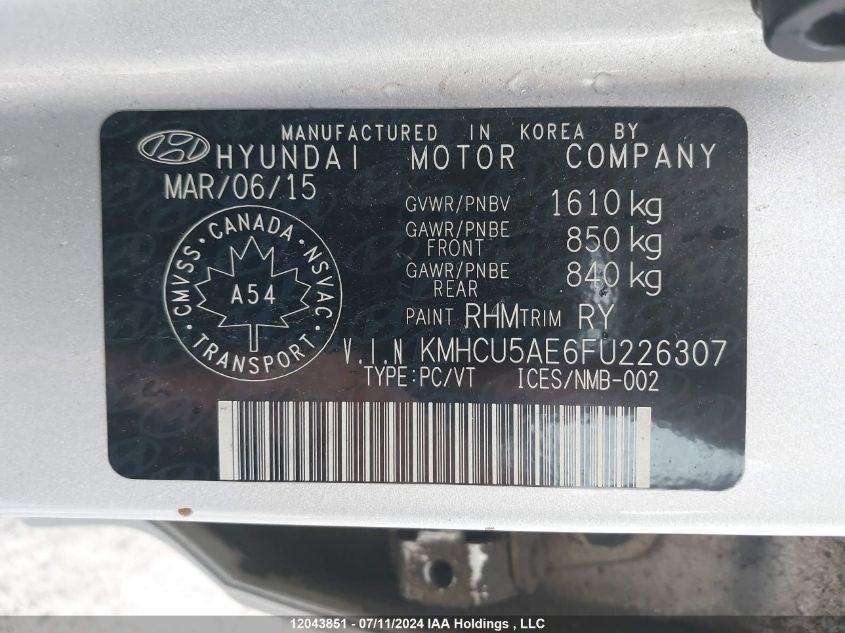 MANUFACTURED IN KOREA BY
HYUNDAI MOTOR COMPANY
MAR/06/15
GVWR/PNBV 1610 kg
GAWR/PNBE FRONT 850 kg
GAWR/PNBE REAR 840 kg
PAINT RHM TRIM RY
CMVSS · CANADA · NSVAC · TRANSPORT ·
A54
V.I.N KMHCU5AE6FU226307
TYPE:PC/VT ICES/NMB-002
12043851 - 07/11/2024 IAA Holdings , LLC